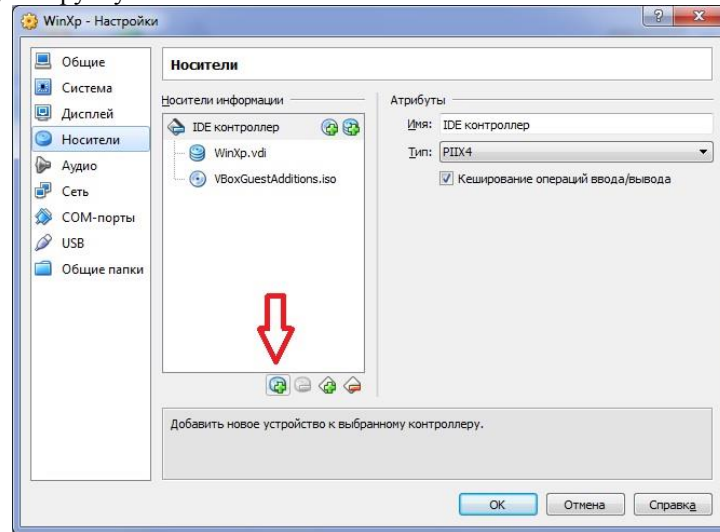 WinXp - Настройки
Общие
Система
Дисплей
Носители
Аудио
Сеть
COM-порты
USB
Общие папки
Носители
Носители информации
IDE контроллер
WinXp.vdi
VBoxGuestAdditions.iso
Атрибуты
Имя: IDE контроллер
Тип: PIIX4
Кеширование операций ввода/вывода
Добавить новое устройство к выбранному контроллеру.
OK Отмена Справка